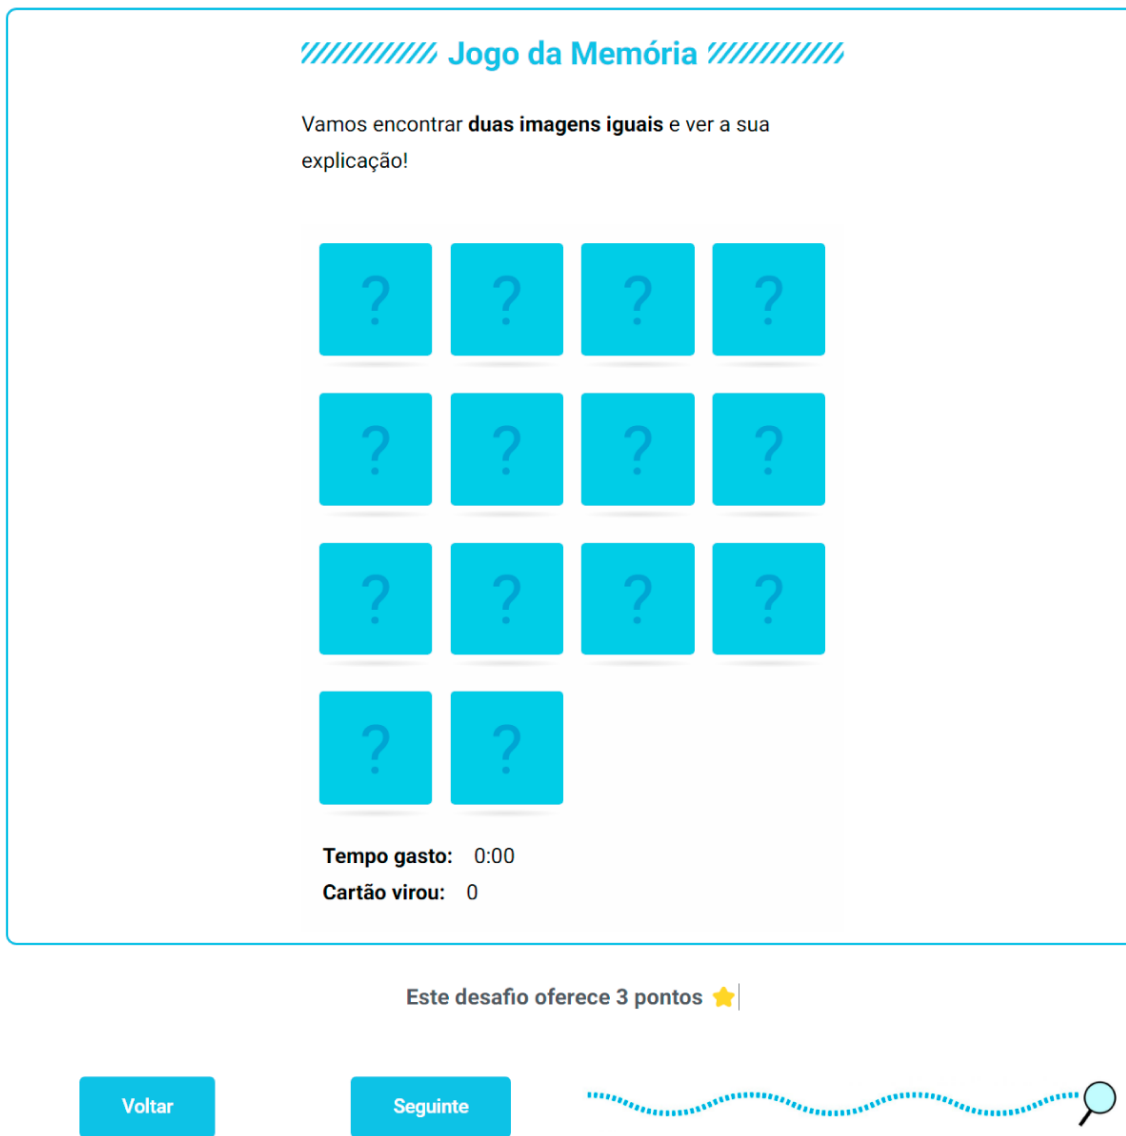 Jogo da Memória
Vamos encontrar duas imagens iguais e ver a sua
explicação!
? ? ? ?
? ? ? ?
? ? ? ?
? ?
Tempo gasto: 0:00
Cartão virou: 0
Este desafio oferece 3 pontos
Voltar Seguinte